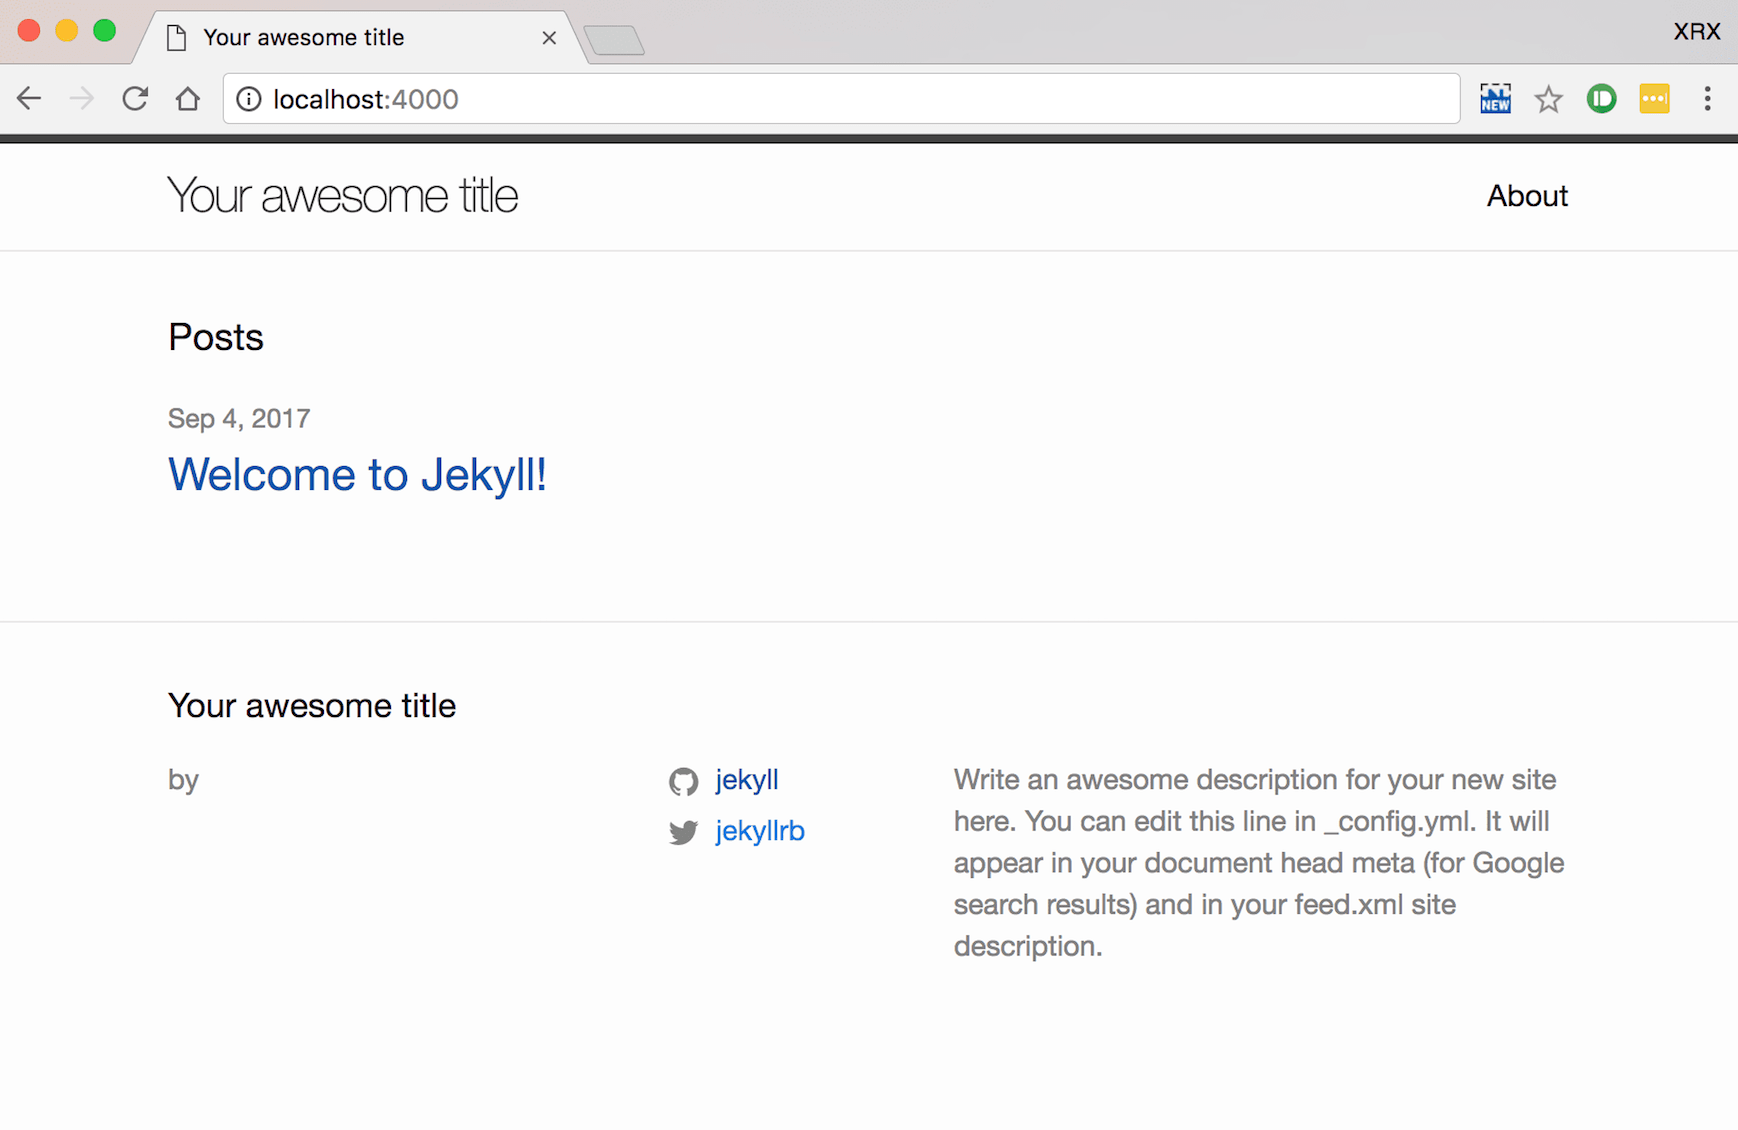 Your awesome title
XRX
localhost:4000
NEW
Your awesome title
About
Posts
Sep 4, 2017
Welcome to Jekyll!
Your awesome title
by
jekyll
jekyllrb
Write an awesome description for your new site
here. You can edit this line in _config.yml. It will
appear in your document head meta (for Google
search results) and in your feed.xml site
description.